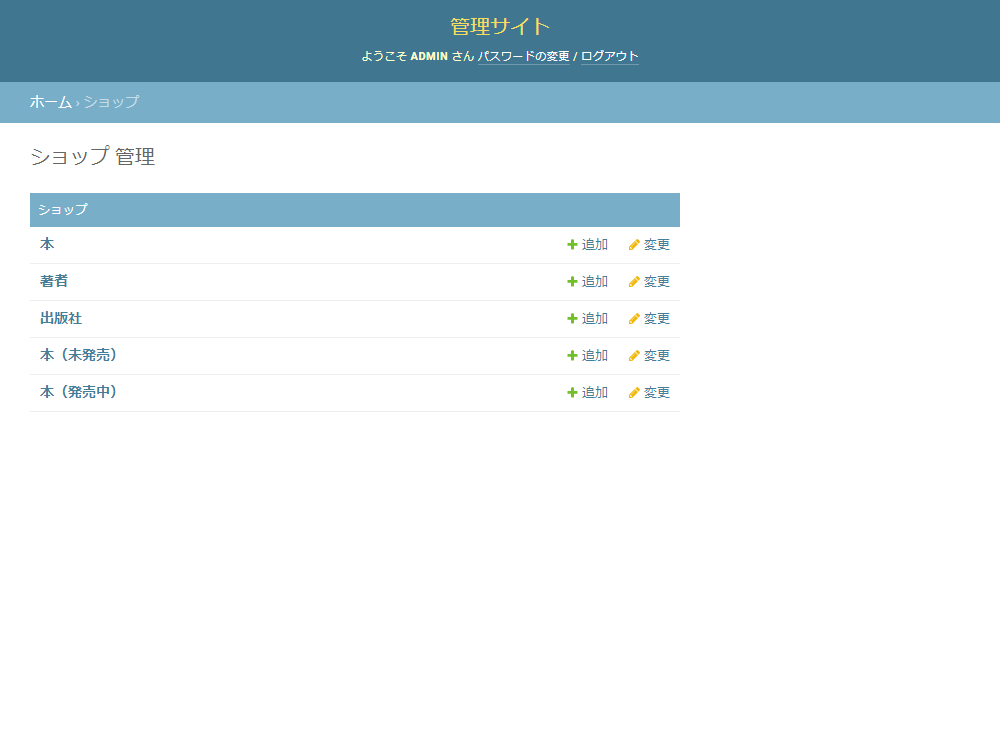 管理サイト
ようこそ ADMIN さん パスワードの変更 / ログアウト
ホーム › ショップ
ショップ 管理
ショップ
本 追加 変更
著者 追加 変更
出版社 追加 変更
本（未発売） 追加 変更
本（発売中） 追加 変更